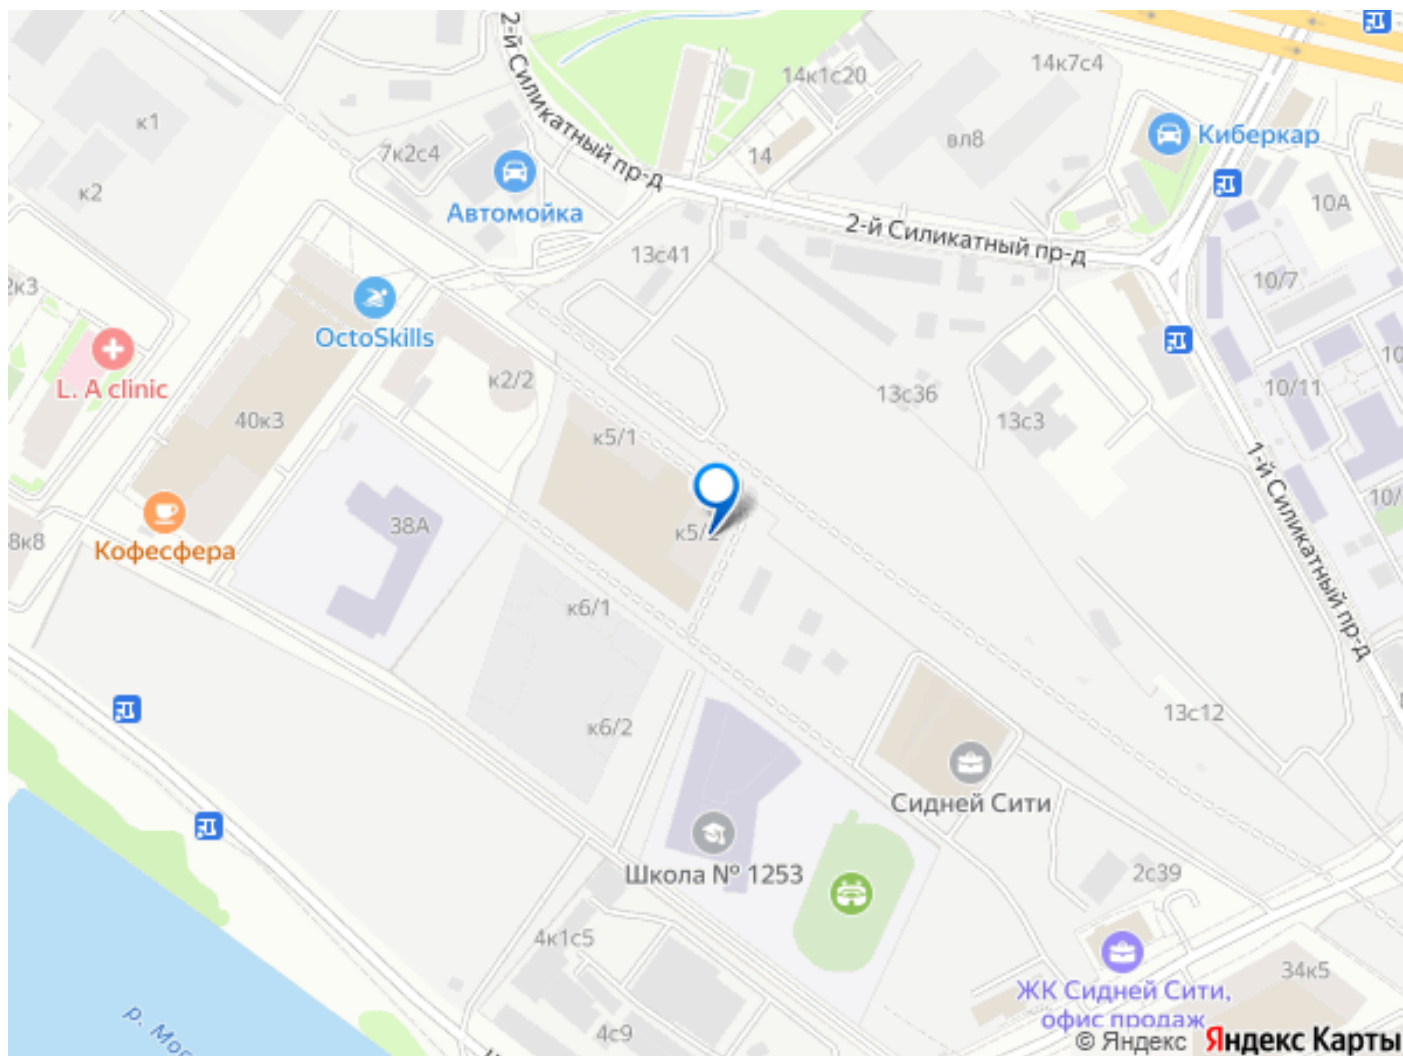 2-й Силикатный пр-д
14к1с20
14к7с4
к1
вл8
Киберкар
7к2с4
14
к2
Автомойка
10А
2-й Силикатный пр-д
13с41
10/7
2к3
OctoSkills
10
L. A clinic
к2/2
13с36
10/11
40к3
13с3
к5/1
1-й Силикатный пр-д
10/
38А
8к8
Кофесфера
к6/1
13с12
к6/2
Сидней Сити
Школа № 1253
2с39
4к1с5
34к5
ЖК Сидней Сити,
офис продаж
р. Мос
4с9
© Яндекс Яндекс Карты